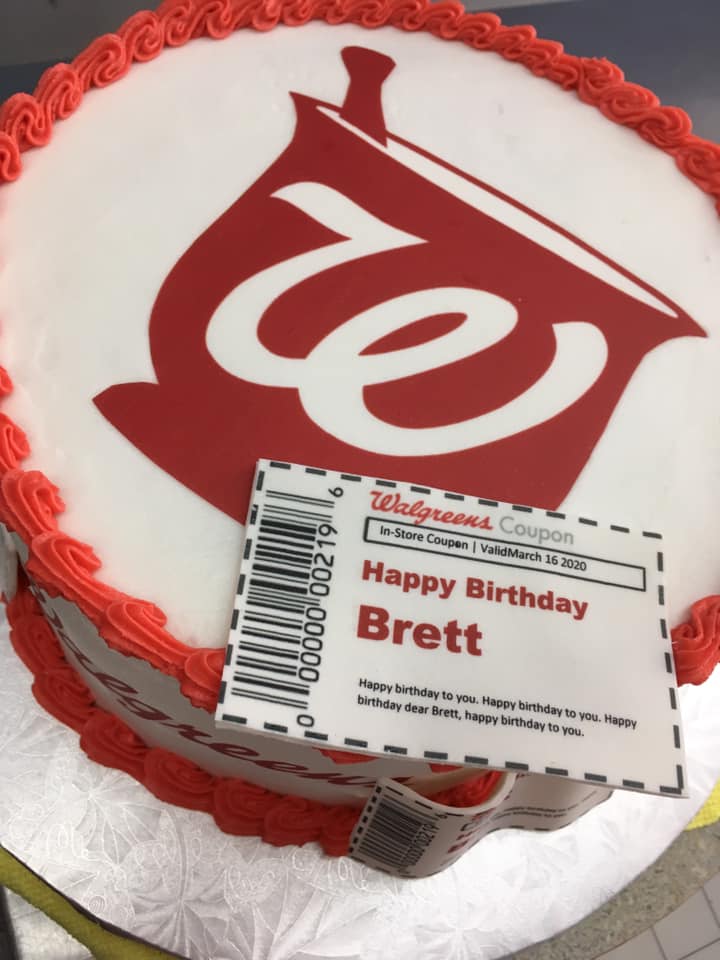 W
Walgreens Coupon
In-Store Coupon | ValidMarch 16 2020
Happy Birthday
Brett
Happy birthday to you. Happy birthday to you. Happy
birthday dear Brett, happy birthday to you.
0 00000 00219 6
Walgreens